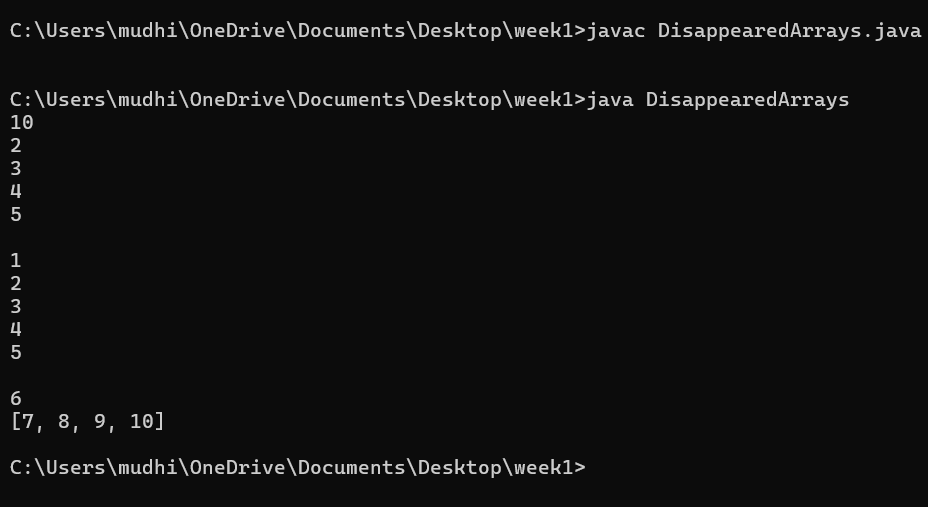 C:\Users\mudhi\OneDrive\Documents\Desktop\week1>javac DisappearedArrays.java
C:\Users\mudhi\OneDrive\Documents\Desktop\week1>java DisappearedArrays
10
2
3
4
5
1
2
3
4
5
6
[7, 8, 9, 10]
C:\Users\mudhi\OneDrive\Documents\Desktop\week1>